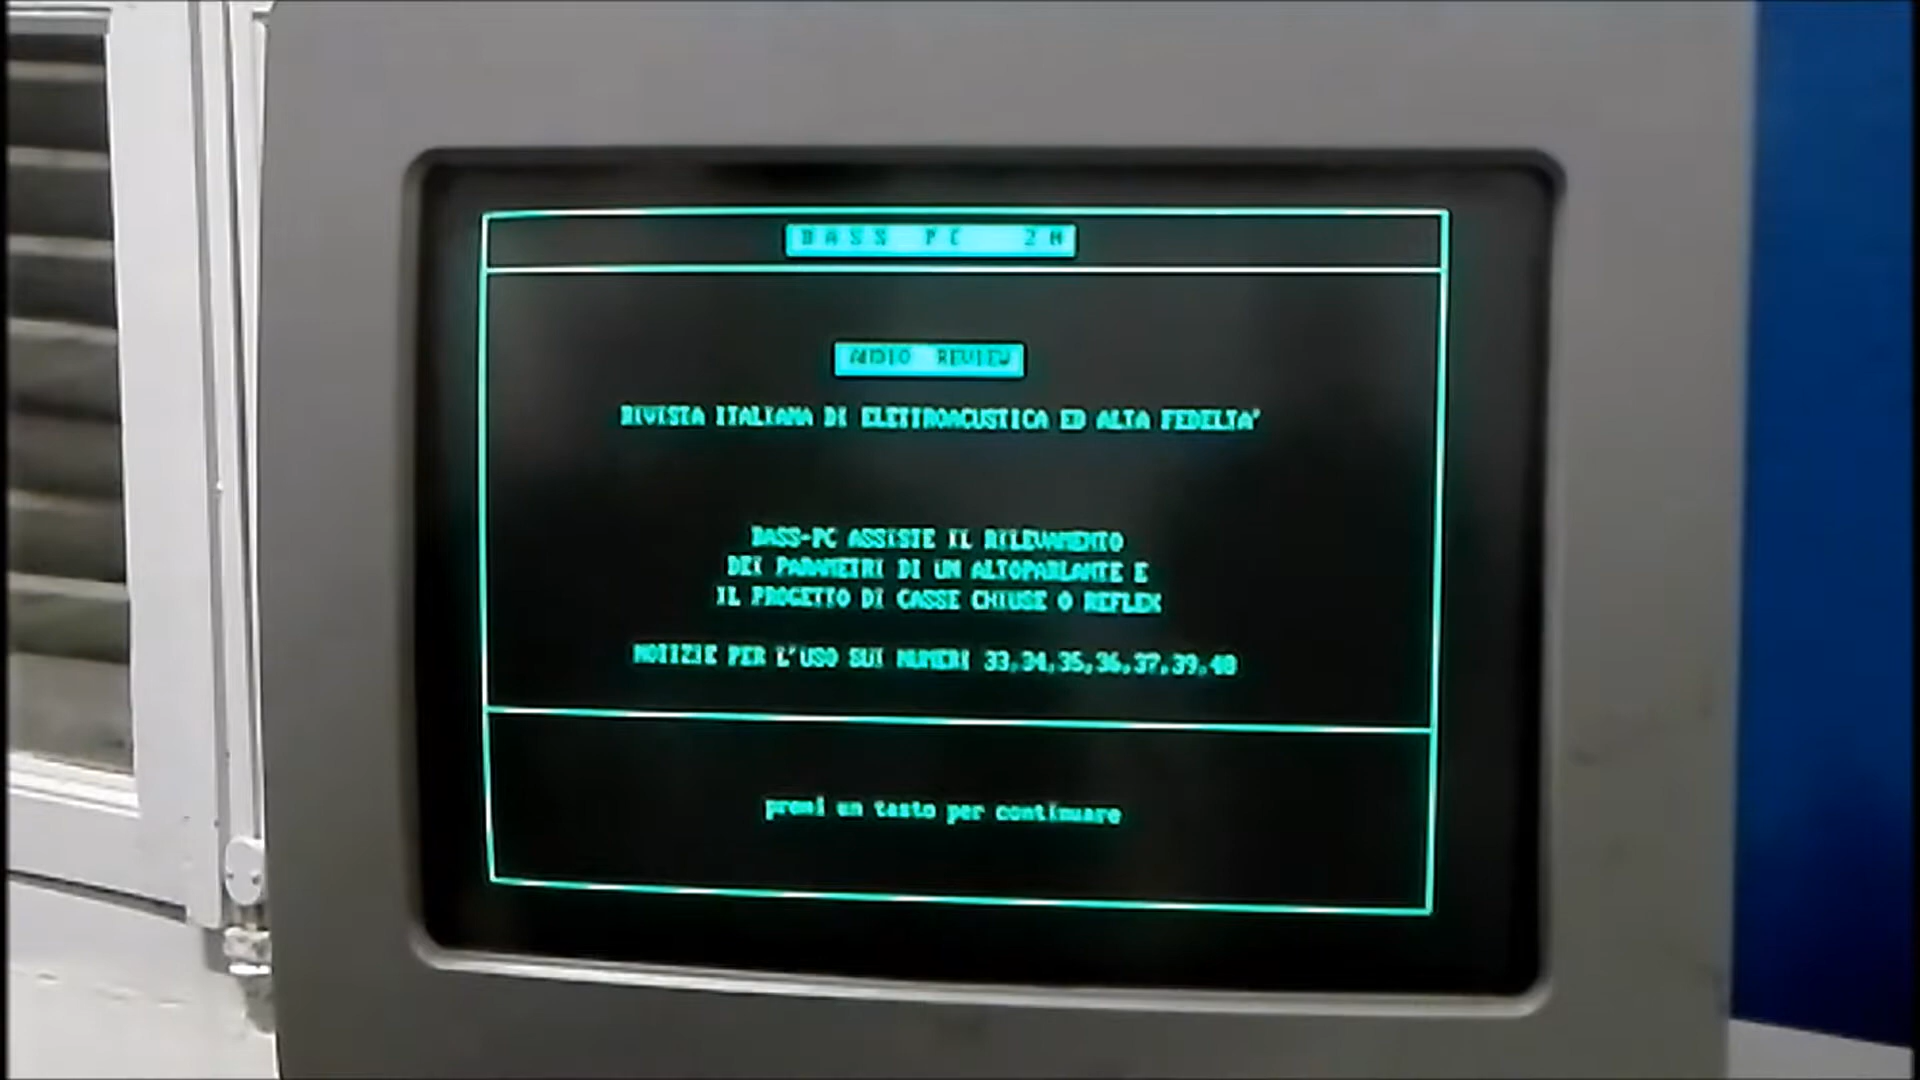 BASS PC 2M
AUDIO REVIEW
RIVISTA ITALIANA DI ELETTROACUSTICA ED ALTA FEDELTA'
BASS-PC ASSISTE IL RILEVAMENTO
DEI PARAMETRI DI UN ALTOPARLANTE E
IL PROGETTO DI CASSE CHIUSE O REFLEX
NOTIZIE PER L'USO SUI NUMERI 33,34,35,36,37,39,40
premi un tasto per continuare